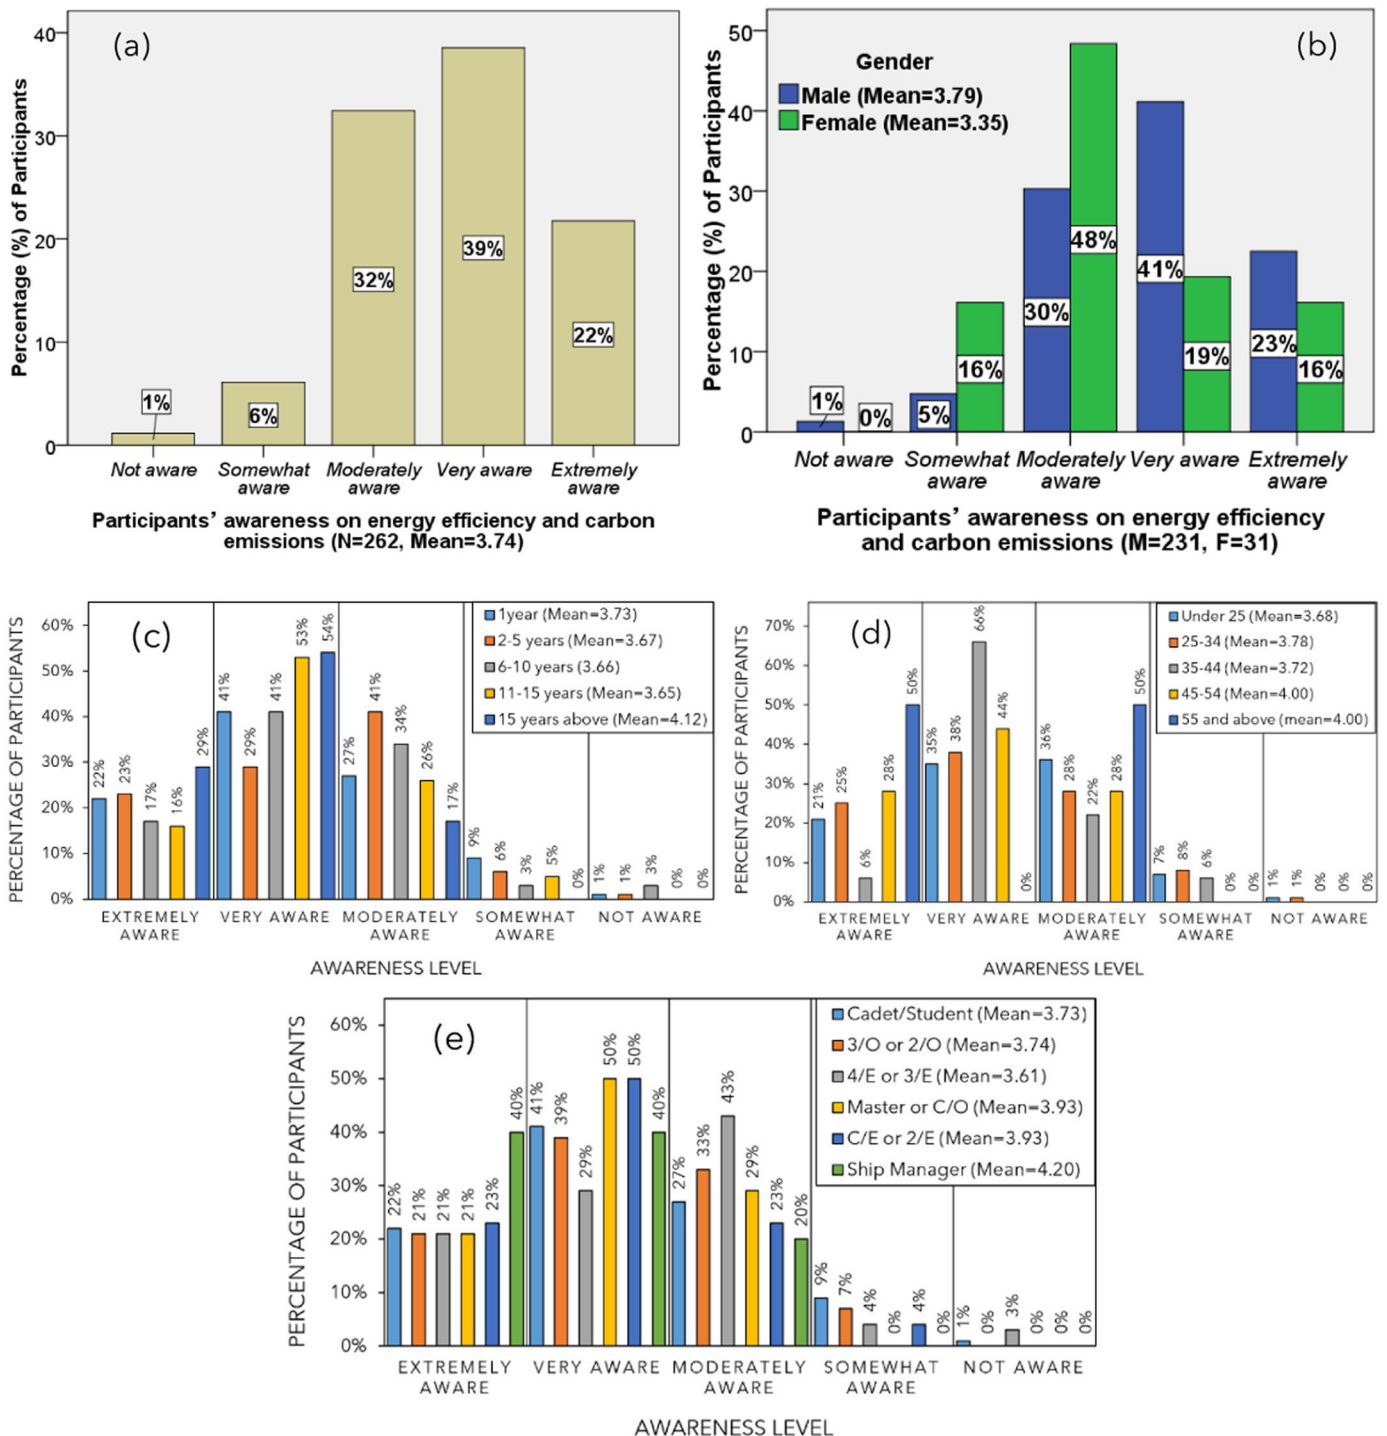 (a)
Percentage (%) of Participants
40
30
20
10
0
1%
6%
32%
39%
22%
Not aware
Somewhat aware
Moderately aware
Very aware
Extremely aware
Participants’ awareness on energy efficiency and carbon
emissions (N=262, Mean=3.74)
(b)
Percentage (%) of Participants
50
40
30
20
10
0
Gender
Male (Mean=3.79)
Female (Mean=3.35)
1%
0%
5%
16%
30%
48%
41%
19%
23%
16%
Not aware
Somewhat aware
Moderately aware
Very aware
Extremely aware
Participants’ awareness on energy efficiency
and carbon emissions (M=231, F=31)
(c)
PERCENTAGE OF PARTICIPANTS
60%
50%
40%
30%
20%
10%
0%
1year (Mean=3.73)
2-5 years (Mean=3.67)
6-10 years (3.66)
11-15 years (Mean=3.65)
15 years above (Mean=4.12)
22%
23%
17%
16%
29%
41%
29%
41%
53%
54%
27%
41%
34%
26%
17%
9%
6%
3%
5%
0%
1%
1%
3%
0%
0%
EXTREMELY AWARE
VERY AWARE
MODERATELY AWARE
SOMEWHAT AWARE
NOT AWARE
AWARENESS LEVEL
(d)
PERCENTAGE OF PARTICIPANTS
70%
60%
50%
40%
30%
20%
10%
0%
Under 25 (Mean=3.68)
25-34 (Mean=3.78)
35-44 (Mean=3.72)
45-54 (Mean=4.00)
55 and above (mean=4.00)
21%
25%
6%
28%
50%
35%
38%
66%
44%
0%
36%
28%
22%
28%
50%
7%
8%
6%
0%
0%
1%
1%
0%
0%
0%
EXTREMELY AWARE
VERY AWARE
MODERATELY AWARE
SOMEWHAT AWARE
NOT AWARE
AWARENESS LEVEL
(e)
PERCENTAGE OF PARTICIPANTS
60%
50%
40%
30%
20%
10%
0%
Cadet/Student (Mean=3.73)
3/O or 2/O (Mean=3.74)
4/E or 3/E (Mean=3.61)
Master or C/O (Mean=3.93)
C/E or 2/E (Mean=3.93)
Ship Manager (Mean=4.20)
22%
21%
21%
21%
23%
40%
41%
39%
29%
50%
50%
40%
27%
33%
43%
29%
23%
20%
9%
7%
4%
0%
4%
0%
1%
0%
3%
0%
0%
0%
EXTREMELY AWARE
VERY AWARE
MODERATELY AWARE
SOMEWHAT AWARE
NOT AWARE
AWARENESS LEVEL